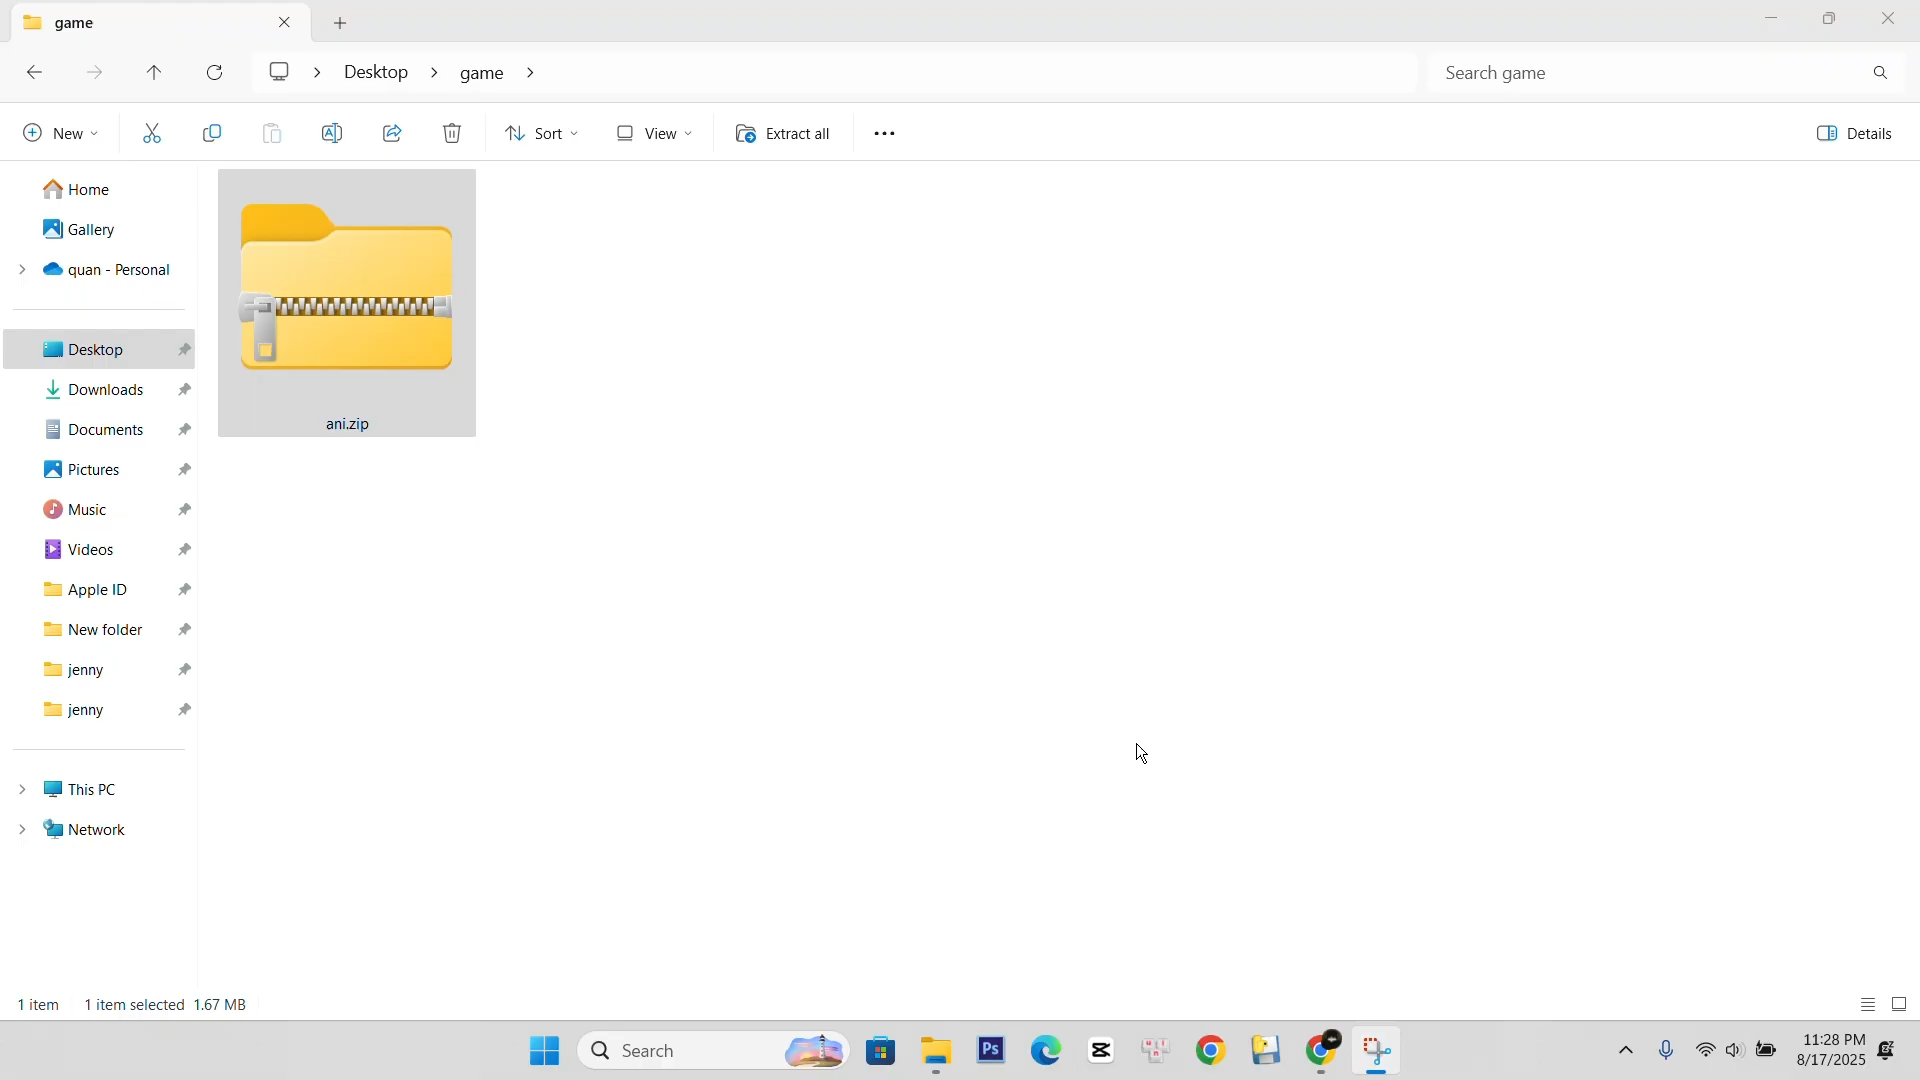 game
Desktop
game
Search game
New
Sort
View
Extract all
Details
Home
Gallery
quan - Personal
Desktop
Downloads
Documents
Pictures
Music
Videos
Apple ID
New folder
jenny
jenny
This PC
Network
ani.zip
1 item
1 item selected 1.67 MB
Search
Ps
11:28 PM
8/17/2025